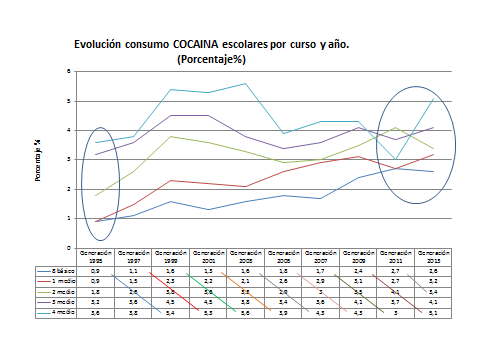 Evolución consumo COCAINA escolares por curso y año.
(Porcentaje%)
Porcentaje %
6
5
4
3
2
1
0
Generación 1995 Generación 1997 Generación 1999 Generación 2001 Generación 2003 Generación 2005 Generación 2007 Generación 2009 Generación 2011 Generación 2013
8 básico 0,9 1,1 1,6 1,3 1,6 1,8 1,7 2,4 2,7 2,6
1 medio 0,9 1,5 2,3 2,2 2,1 2,6 2,9 3,1 2,7 3,2
2 medio 1,8 2,6 3,8 3,6 3,3 2,9 3 3,5 4,1 3,4
3 medio 3,2 3,6 4,5 4,5 3,8 3,4 3,6 4,1 3,7 4,1
4 medio 3,6 3,8 5,4 5,3 5,6 3,9 4,3 4,3 3 5,1